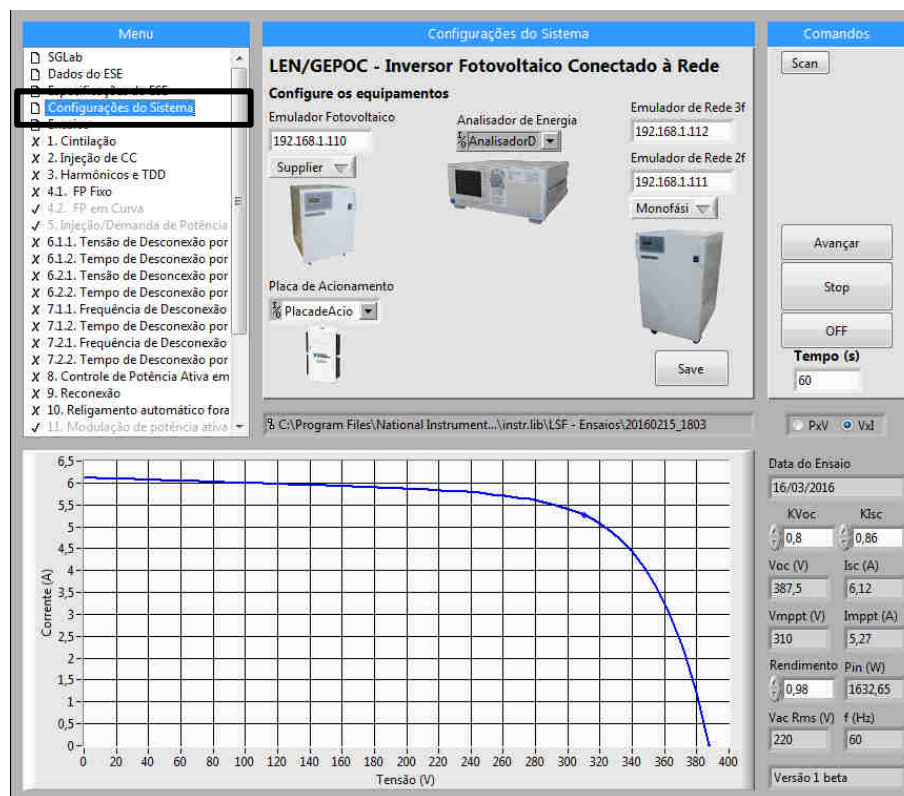 Menu
SGLab
Dados do ESE
Especificações do ESE
Configurações do Sistema
Ensaios
X 1. Cintilação
X 2. Injeção de CC
X 3. Harmônicos e TDD
X 4.1. FP Fixo
✓ 4.2. FP em Curva
✓ 5. Injeção/Demanda de Potência
X 6.1.1. Tensão de Desconexão por
X 6.1.2. Tempo de Desconexão por
X 6.2.1. Tensão de Desoncexão por
X 6.2.2. Tempo de Desconexão por
X 7.1.1. Frequência de Desconexão
X 7.1.2. Tempo de Desconexão por
X 7.2.1. Frequência de Desconexão
X 7.2.2. Tempo de Desconexão por
X 8. Controle de Potência Ativa em
X 9. Reconexão
X 10. Religamento automático fora
✓ 11. Modulação de potência ativa
Configurações do Sistema
LEN/GEPOC - Inversor Fotovoltaico Conectado à Rede
Configure os equipamentos
Emulador Fotovoltaico
192.168.1.110
Supplier
Analisador de Energia
AnalisadorD
Emulador de Rede 3f
192.168.1.112
Emulador de Rede 2f
192.168.1.111
Monofási
Placa de Acionamento
PlacadeAcio
Save
C:\Program Files\National Instrument...\instr.lib\LSF - Ensaios\20160215_1803
Comandos
Scan
Avançar
Stop
OFF
Tempo (s)
60
PxV VxI
Corrente (A)
6,5
6
5,5
5
4,5
4
3,5
3
2,5
2
1,5
1
0,5
0
0 20 40 60 80 100 120 140 160 180 200 220 240 260 280 300 320 340 360 380 400
Tensão (V)
Data do Ensaio
16/03/2016
KVoc KIsc
0,8 0,86
Voc (V) Isc (A)
387,5 6,12
Vmppt (V) Imppt (A)
310 5,27
Rendimento Pin (W)
0,98 1632,65
Vac Rms (V) f (Hz)
220 60
Versão 1 beta